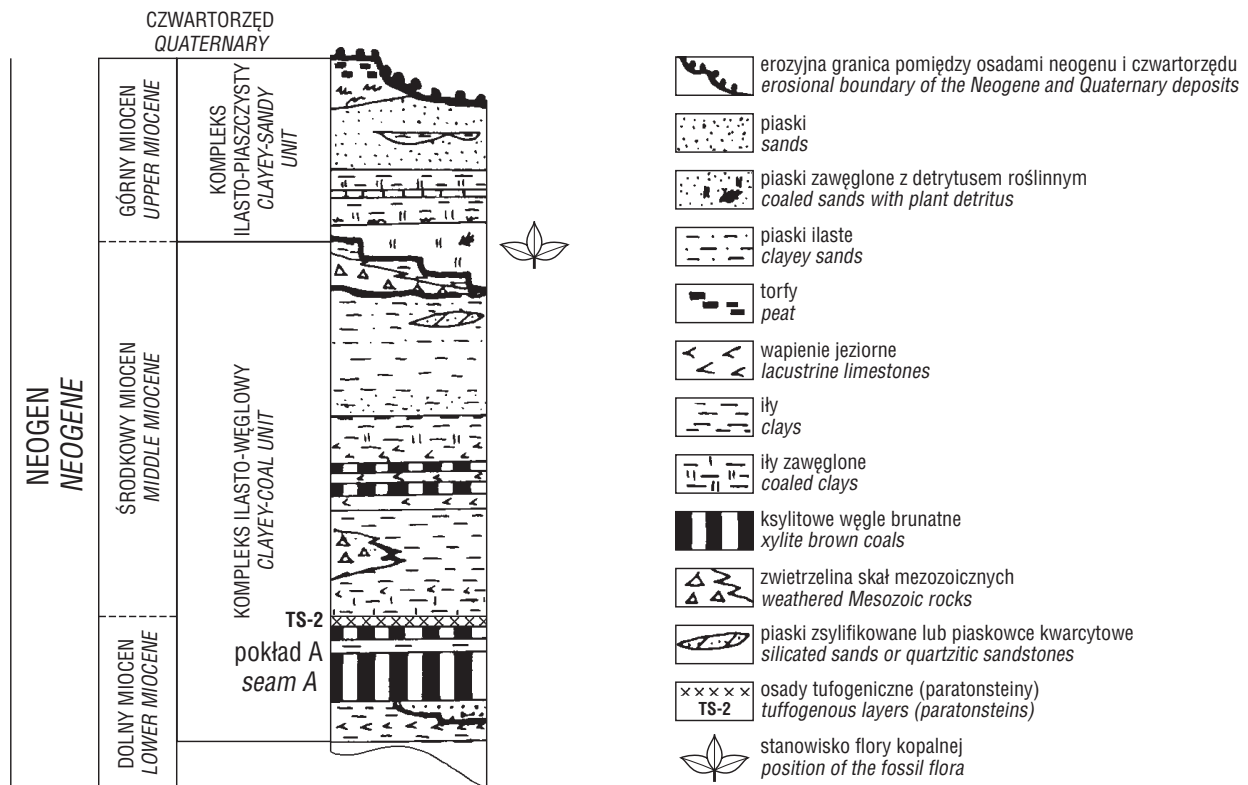 CZWARTORZĘD
QUATERNARY
NEOGEN
NEOGENE
GÓRNY MIOCEN
UPPER MIOCENE
ŚRODKOWY MIOCEN
MIDDLE MIOCENE
DOLNY MIOCEN
LOWER MIOCENE
KOMPLEKS
ILASTO-PIASZCZYSTY
CLAYEY-SANDY
UNIT
KOMPLEKS ILASTO-WĘGLOWY
CLAYEY-COAL UNIT
TS-2
pokład A
seam A
erozyjna granica pomiędzy osadami neogenu i czwartorzędu
erosional boundary of the Neogene and Quaternary deposits
piaski
sands
piaski zawęglone z detrytusem roślinnym
coaled sands with plant detritus
piaski ilaste
clayey sands
torfy
peat
wapienie jeziorne
lacustrine limestones
iły
clays
iły zawęglone
coaled clays
ksylitowe węgle brunatne
xylite brown coals
zwietrzelina skał mezozoicznych
weathered Mesozoic rocks
piaski zsylifikowane lub piaskowce kwarcytowe
silicated sands or quartzitic sandstones
TS-2
osady tufogeniczne (paratonsteiny)
tuffogenous layers (paratonsteins)
stanowisko flory kopalnej
position of the fossil flora